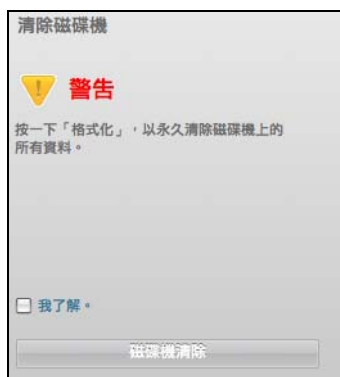 清除磁碟機
警告
按一下「格式化」，以永久清除磁碟機上的
所有資料。
我了解。
磁碟機清除